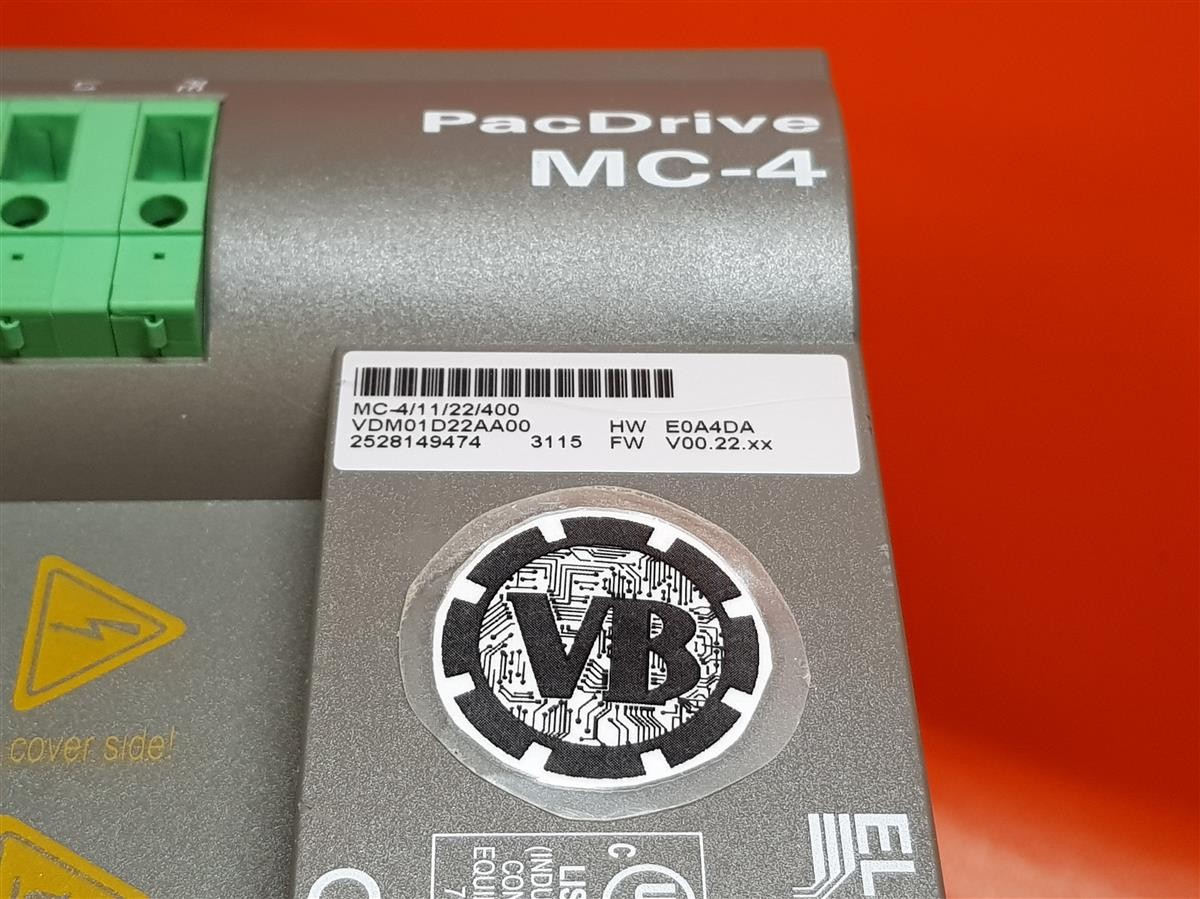 PacDrive
MC-4
MC-4/11/22/400
VDM01D22AA00 HW E0A4DA
2528149474 3115 FW V00.22.xx
VB
cover side!
C
EL